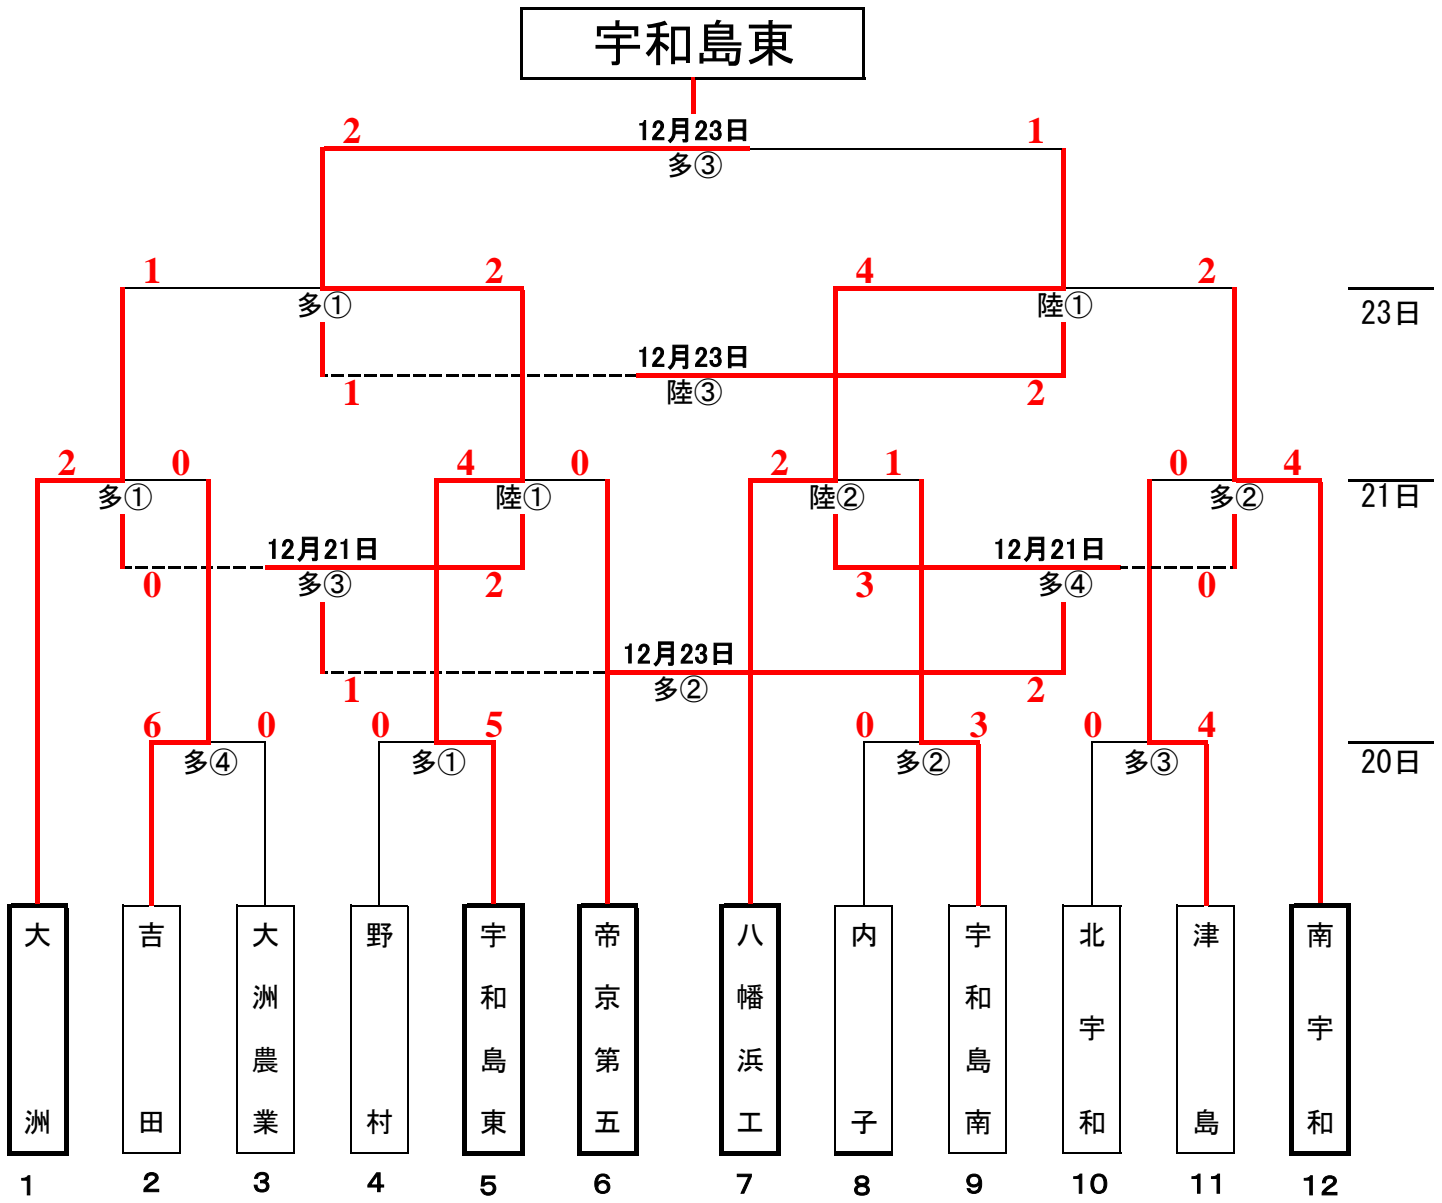 宇和島東
2 12月23日 1
多③
1 2 4 2
多① 陸① 23日
12月23日
1 陸③ 2
2 0 4 0 2 1 0 4
多① 陸① 陸② 多② 21日
12月21日 12月21日
0 多③ 2 3 多④ 0
12月23日
1 多② 2
6 0 0 5 0 3 0 4
多④ 多① 多② 多③ 20日
大洲
吉田
大洲農業
野村
宇和島東
帝京第五
八幡浜工
内子
宇和島南
北宇和
津島
南宇和
1 2 3 4 5 6 7 8 9 10 11 12